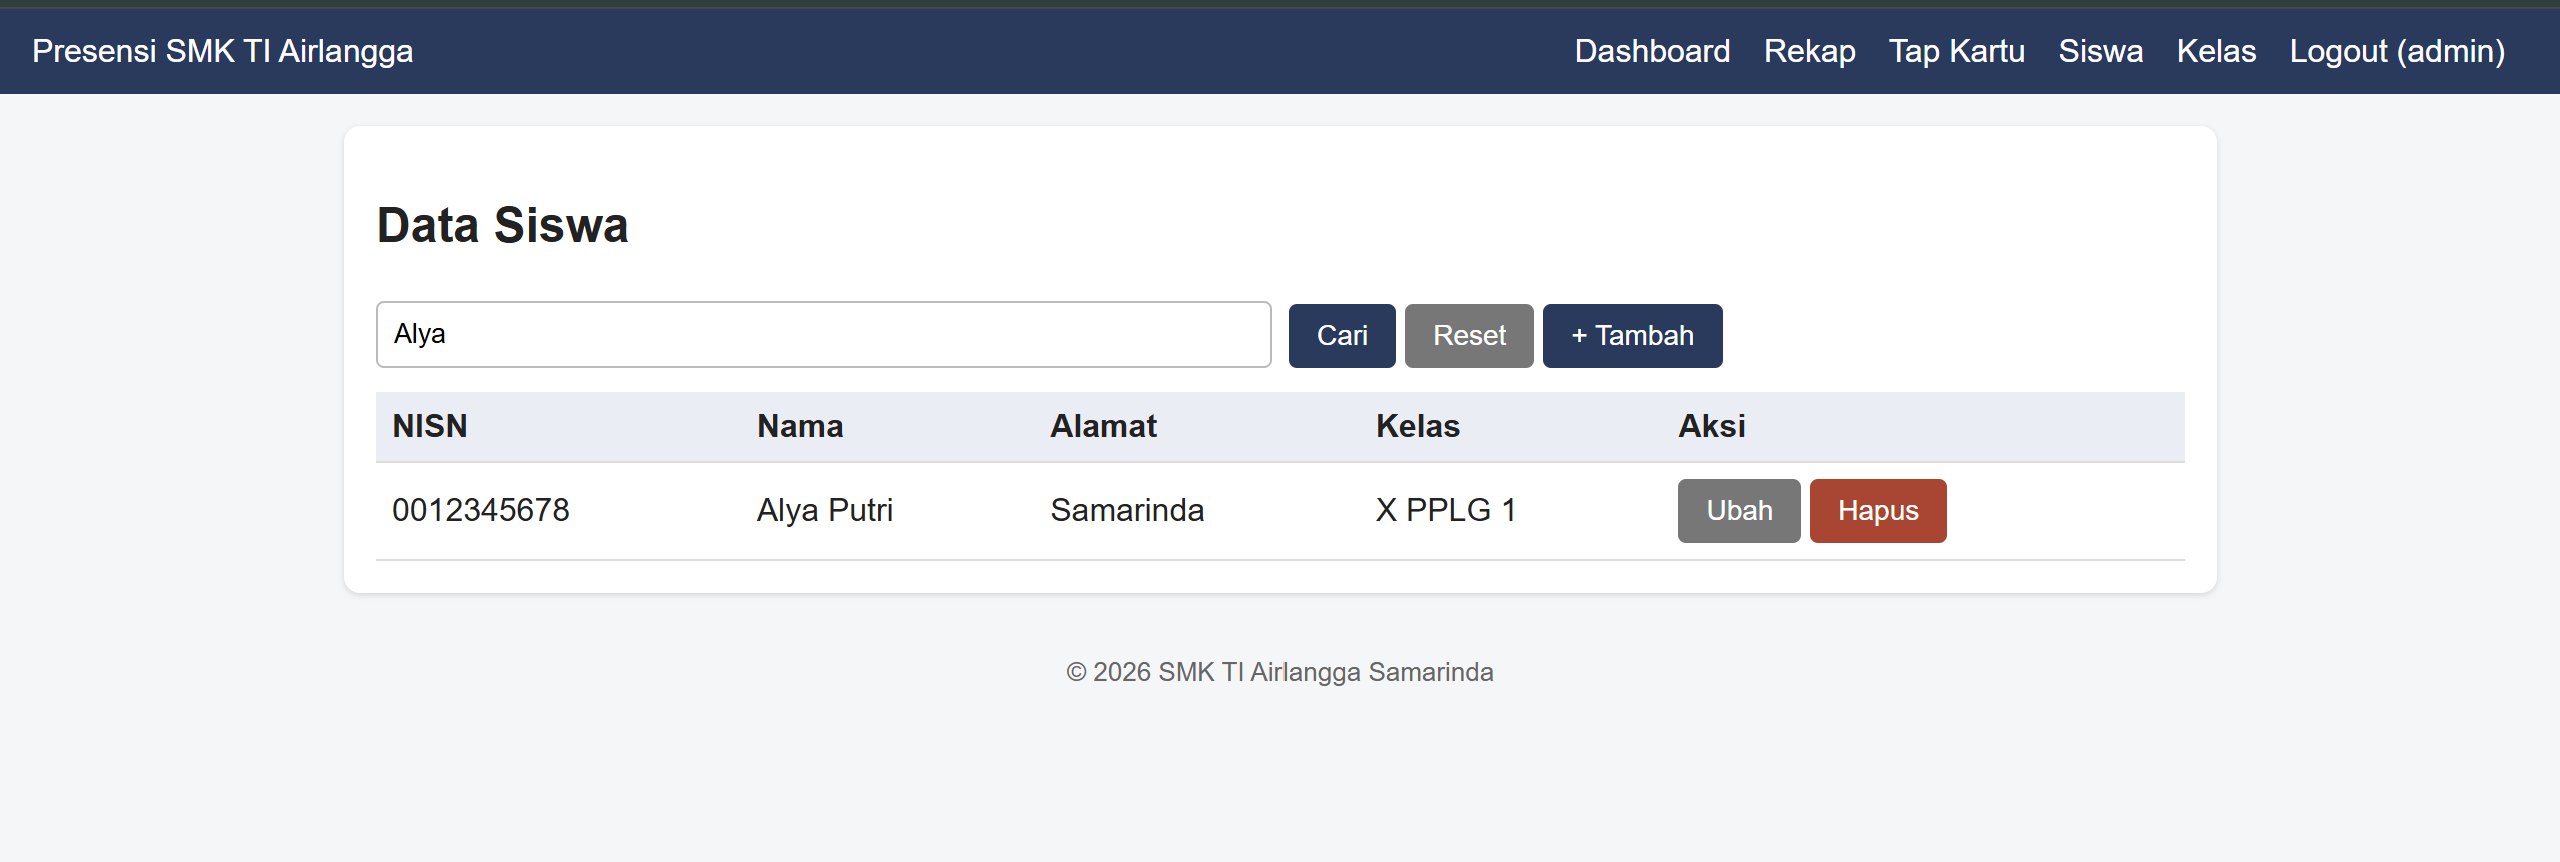 Presensi SMK TI Airlangga Dashboard Rekap Tap Kartu Siswa Kelas Logout (admin)
Data Siswa
Alya Cari Reset + Tambah
NISN Nama Alamat Kelas Aksi
0012345678 Alya Putri Samarinda X PPLG 1 Ubah Hapus
© 2026 SMK TI Airlangga Samarinda